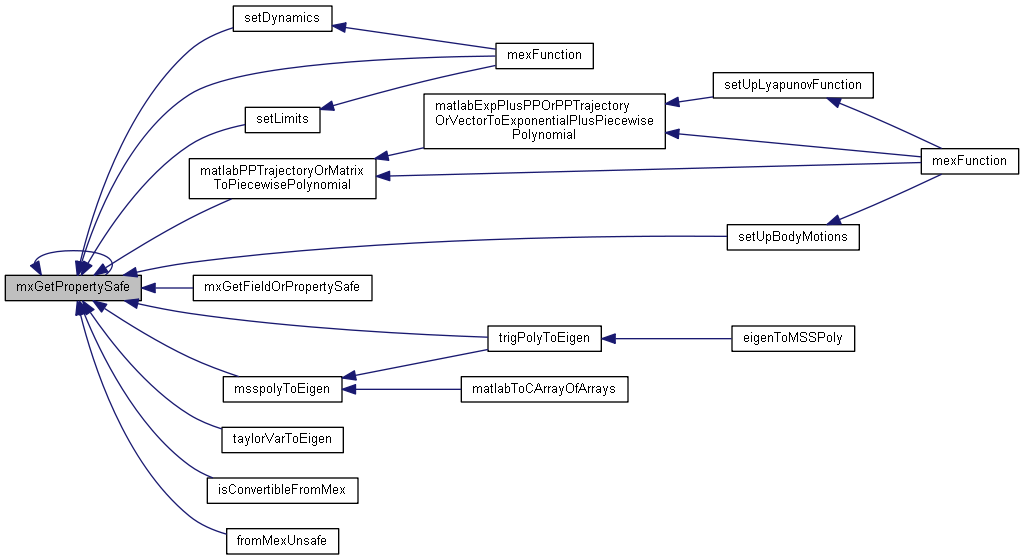 setDynamics
mexFunction
setUpLyapunovFunction
matlabExpPlusPPOrPPTrajectory
OrVectorToExponentialPlusPiecewise
Polynomial
setLimits
mexFunction
matlabPPTrajectoryOrMatrix
ToPiecewisePolynomial
setUpBodyMotions
mxGetPropertySafe
mxGetFieldOrPropertySafe
trigPolyToEigen
eigenToMSSPoly
msspolyToEigen
matlabToCArrayOfArrays
taylorVarToEigen
isConvertibleFromMex
fromMexUnsafe